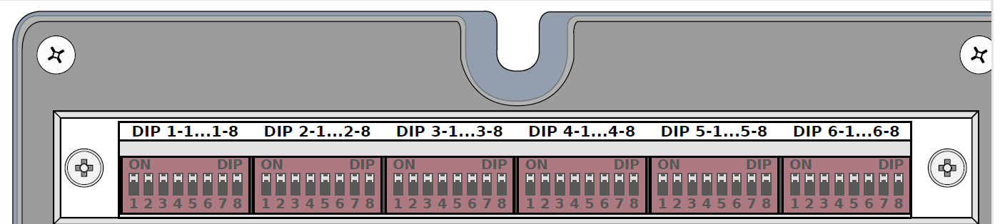 DIP 1-1...1-8 DIP 2-1...2-8 DIP 3-1...3-8 DIP 4-1...4-8 DIP 5-1...5-8 DIP 6-1...6-8
ON DIP ON DIP ON DIP ON DIP ON DIP ON DIP
1 2 3 4 5 6 7 8 1 2 3 4 5 6 7 8 1 2 3 4 5 6 7 8 1 2 3 4 5 6 7 8 1 2 3 4 5 6 7 8 1 2 3 4 5 6 7 8